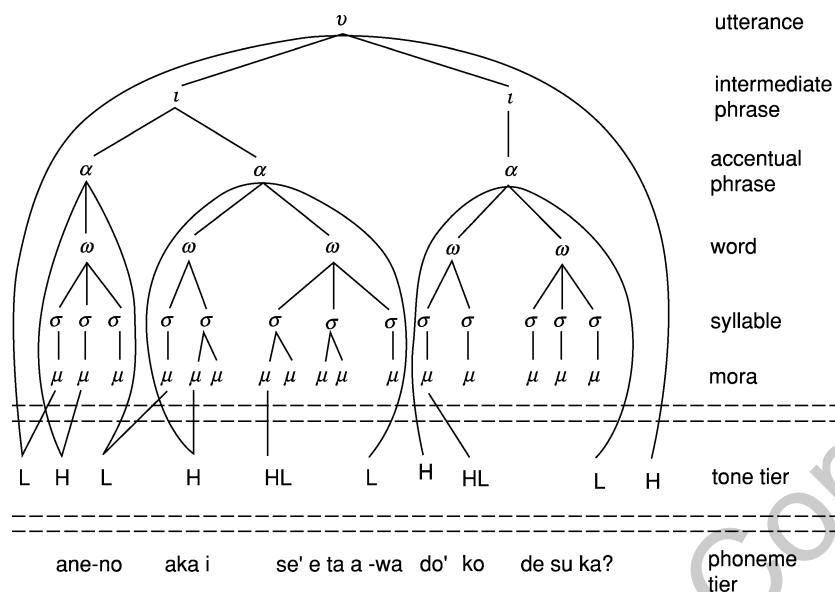 υ utterance
ι ι intermediate phrase
α α α accentual phrase
ω ω ω ω ω word
σ σ σ σ σ σ σ σ σ σ σ σ σ syllable
μ μ μ μ μ μ μ μ μ μ μ μ μ μ μ μ mora
L H L H HL L H HL L H tone tier
ane-no aka i se' e ta a -wa do' ko de su ka? phoneme tier
Con